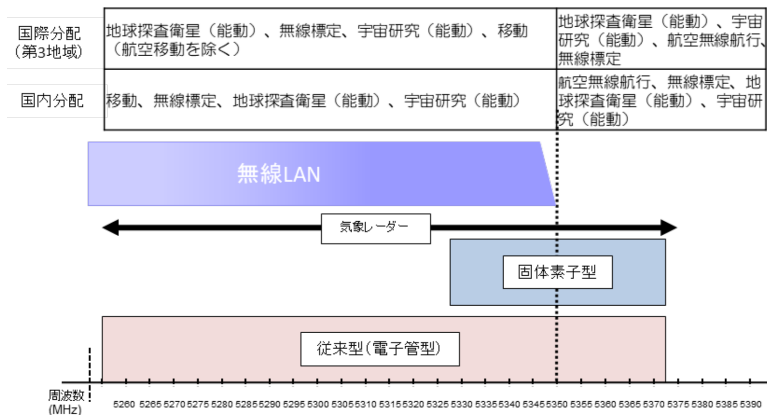 国際分配
(第3地域)
地球探査衛星（能動）、無線標定、宇宙研究（能動）、移動
（航空移動を除く）
地球探査衛星（能動）、宇宙
研究（能動）、航空無線航行、
無線標定
国内分配
移動、無線標定、地球探査衛星（能動）、宇宙研究（能動）
航空無線航行、無線標定、地
球探査衛星（能動）、宇宙研
究（能動）
無線LAN
気象レーダー
固体素子型
従来型（電子管型）
周波数
(MHz)
5260 5265 5270 5275 5280 5285 5290 5295 5300 5305 5310 5315 5320 5325 5330 5335 5340 5345 5350 5355 5360 5365 5370 5375 5380 5385 5390